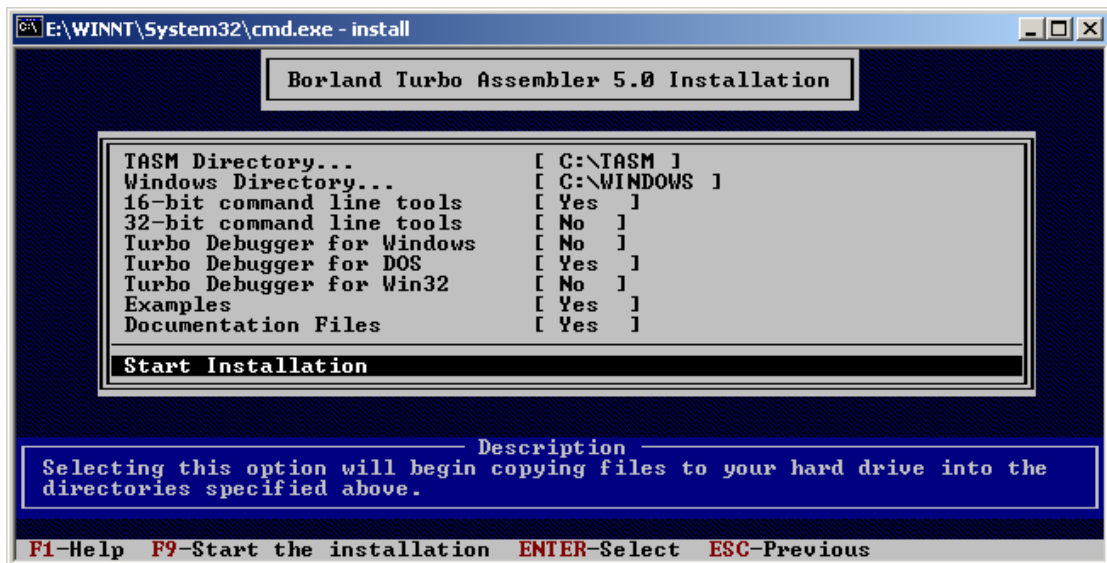 E:\WINNT\System32\cmd.exe - install
Borland Turbo Assembler 5.0 Installation
TASM Directory... [ C:\TASM ]
Windows Directory... [ C:\WINDOWS ]
16-bit command line tools [ Yes ]
32-bit command line tools [ No ]
Turbo Debugger for Windows [ No ]
Turbo Debugger for DOS [ Yes ]
Turbo Debugger for Win32 [ No ]
Examples [ Yes ]
Documentation Files [ Yes ]
Start Installation
Description
Selecting this option will begin copying files to your hard drive into the
directories specified above.
F1-Help F9-Start the installation ENTER-Select ESC-Previous